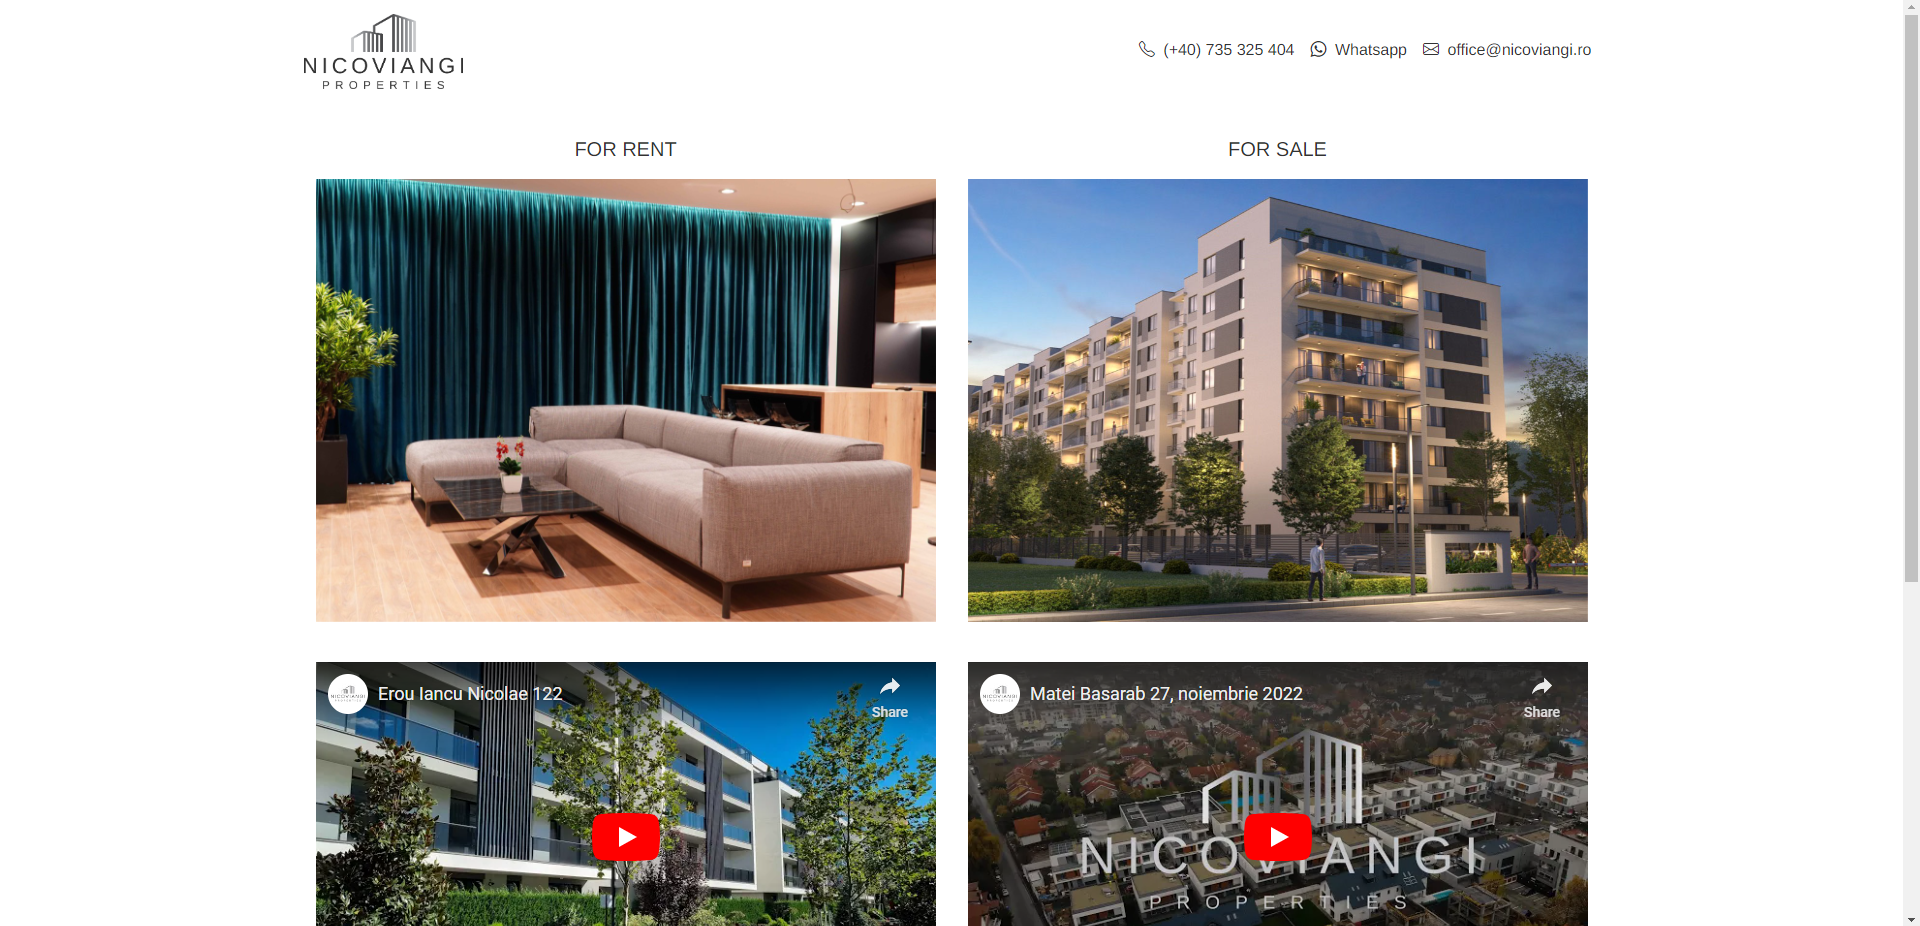 NICOVIANGI
PROPERTIES
(+40) 735 325 404
Whatsapp
office@nicoviangi.ro
FOR RENT
FOR SALE
Erou Iancu Nicolae 122
Share
Matei Basarab 27, noiembrie 2022
Share
NICOVIANGI
PROPERTIES